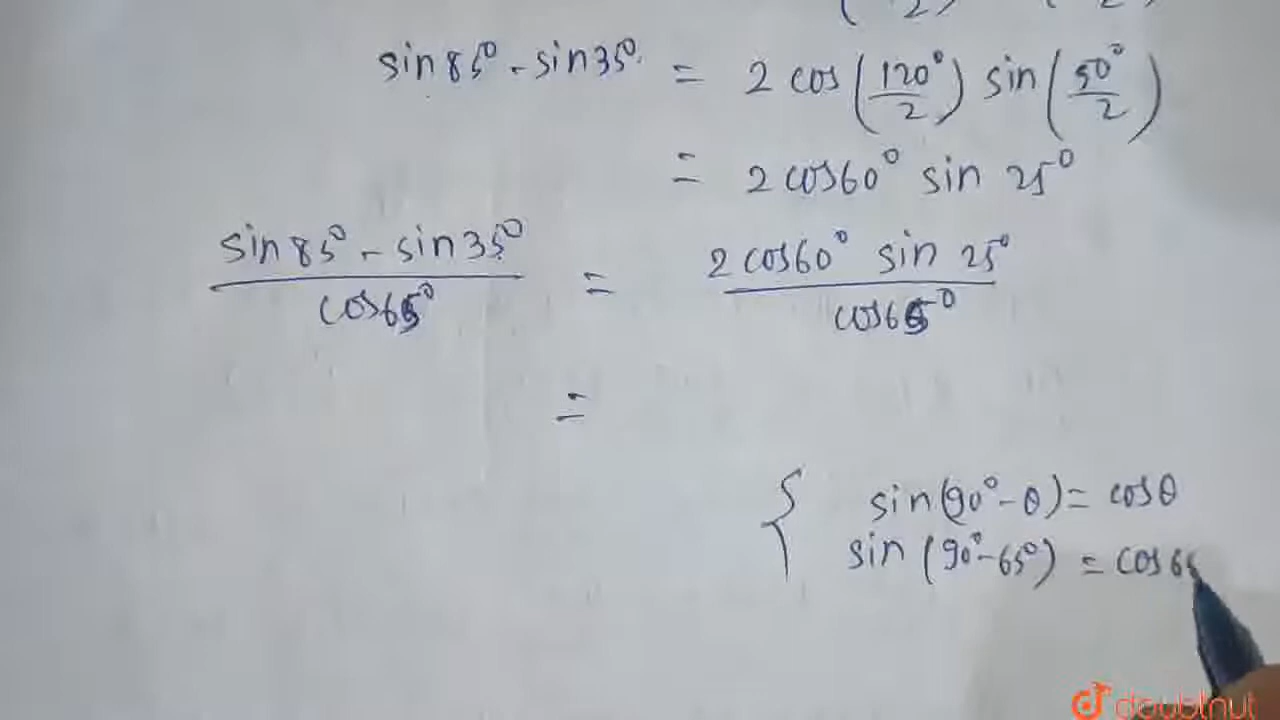 ( 2 ) ( 2 )
sin 85° - sin 35° = 2 cos (120°/2) sin (50°/2)
= 2 cos 60° sin 25°
sin 85° - sin 35° / cos 65° = 2 cos 60° sin 25° / cos 65°
=
{ sin (90° - θ) = cos θ
sin (90° - 65°) = cos 6
doubtnut